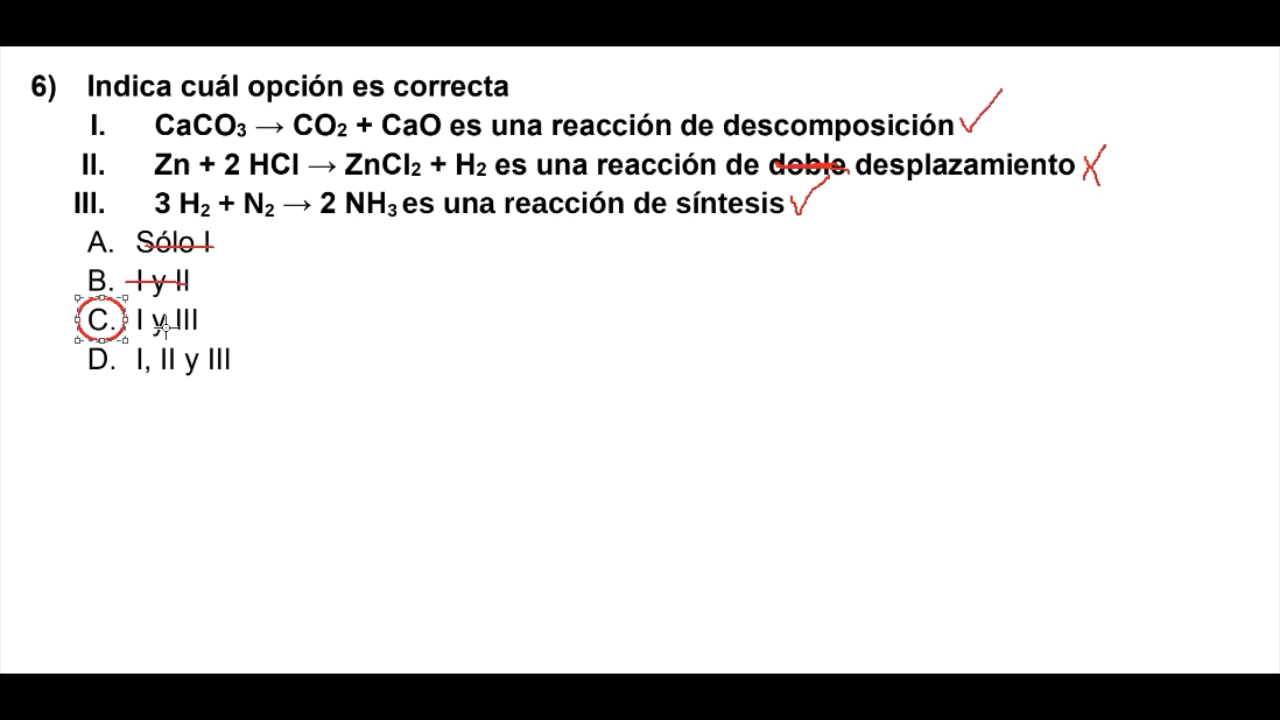 6) Indica cuál opción es correcta
I. CaCO₃ → CO₂ + CaO es una reacción de descomposición
II. Zn + 2 HCl → ZnCl₂ + H₂ es una reacción de doble desplazamiento
III. 3 H₂ + N₂ → 2 NH₃ es una reacción de síntesis
A. Sólo I
B. I y II
C. I y III
D. I, II y III